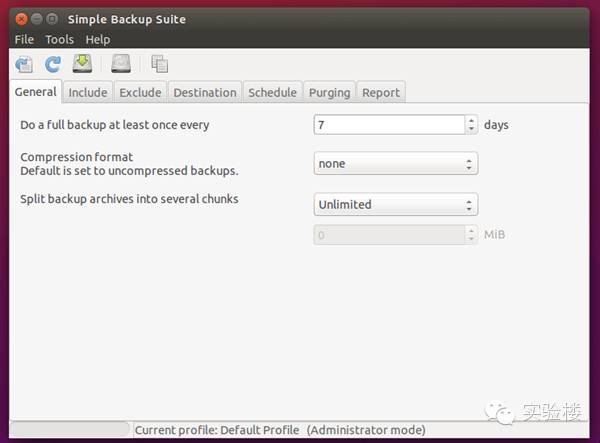 Simple Backup Suite
File Tools Help
General Include Exclude Destination Schedule Purging Report
Do a full backup at least once every 7 days
Compression format
Default is set to uncompressed backups.
none
Split backup archives into several chunks Unlimited
0 MiB
实验楼
Current profile: Default Profile (Administrator mode)